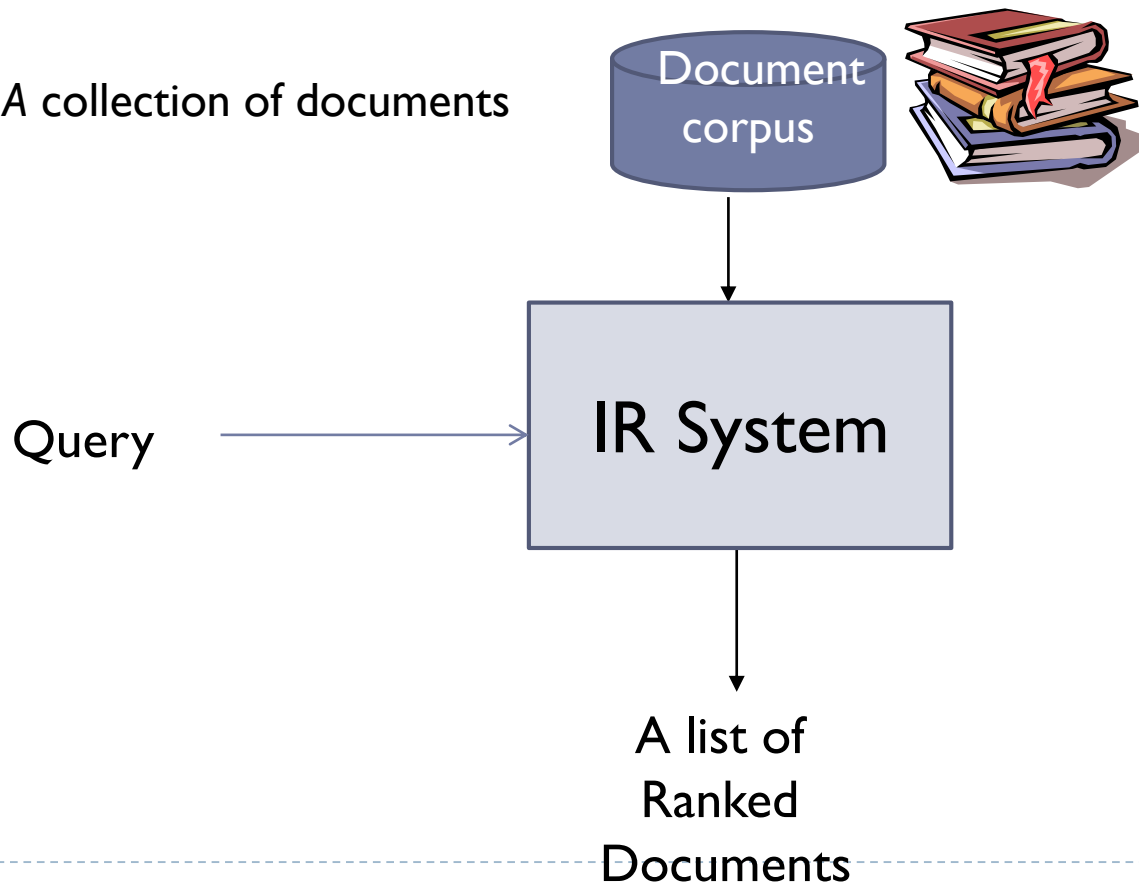 A collection of documents
Document
corpus
Query
IR System
A list of
Ranked
Documents